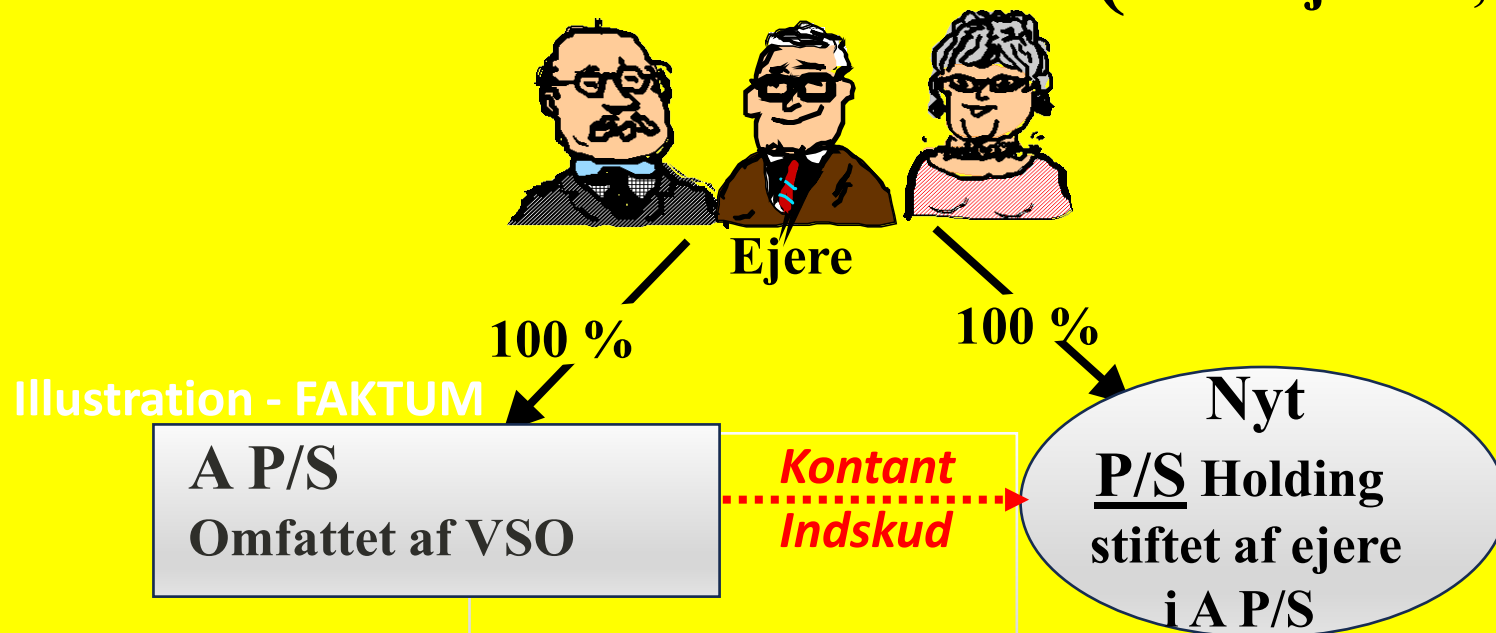 Ejere
100 %
100 %
Illustration - FAKTUM
A P/S
Omfattet af VSO
Kontant
Indskud
Nyt
P/S Holding
stiftet af ejere
i A P/S